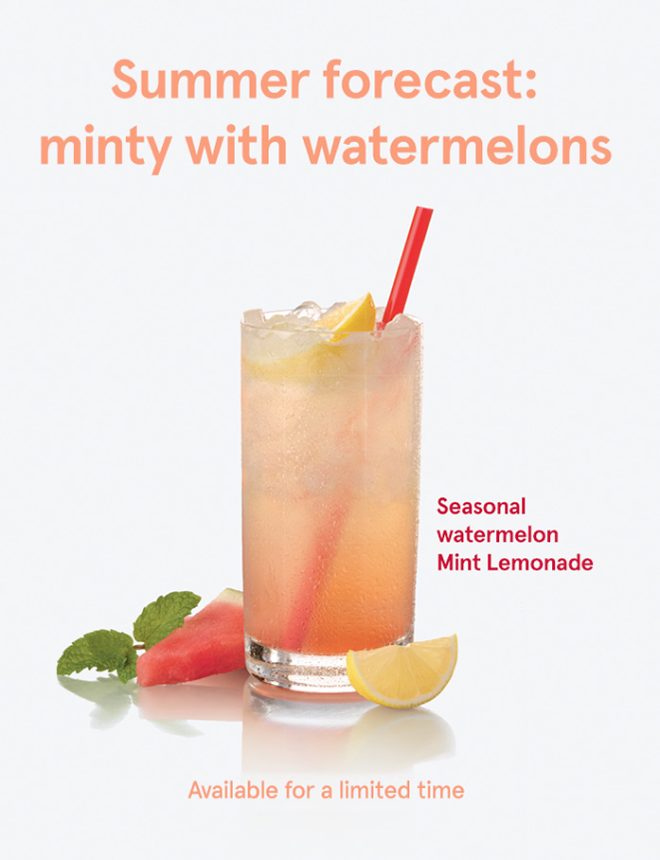 Summer forecast:
minty with watermelons
Seasonal
watermelon
Mint Lemonade
Available for a limited time